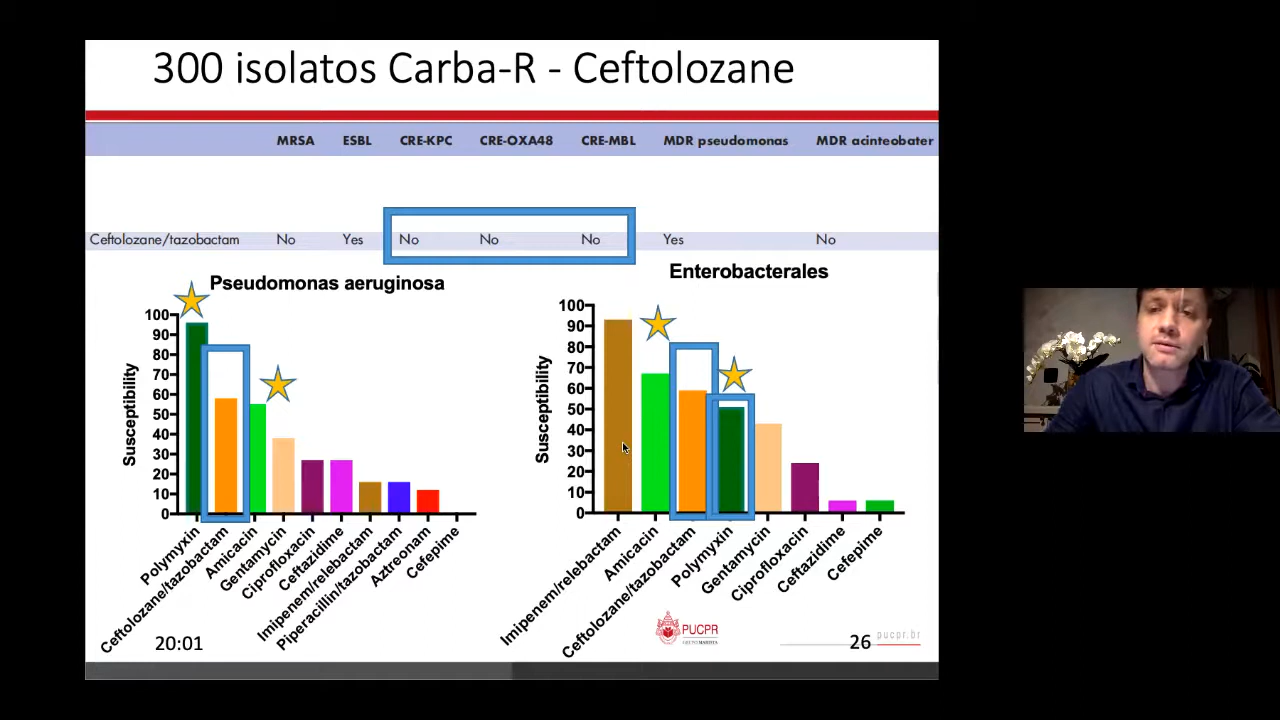 300 isolatos Carba-R - Ceftolozane
MRSA ESBL CRE-KPC CRE-OXA48 CRE-MBL MDR pseudomonas MDR acinteobater
Ceftolozane/tazobactam No Yes No No No Yes No
Pseudomonas aeruginosa
Susceptibility
100
90
80
70
60
50
40
30
20
10
0
Polymyxin
Ceftolozane/tazobactam
Amicacin
Gentamycin
Ciprofloxacin
Ceftazidime
Imipenem/relebactam
Piperacillin/tazobactam
Aztreonam
Cefepime
Enterobacterales
Susceptibility
100
90
80
70
60
50
40
30
20
10
0
Imipenem/relebactam
Amicacin
Ceftolozane/tazobactam
Polymyxin
Gentamycin
Ciprofloxacin
Ceftazidime
Cefepime
20:01
PUCPR
GRUPO MARISTA
26
pucpr.br